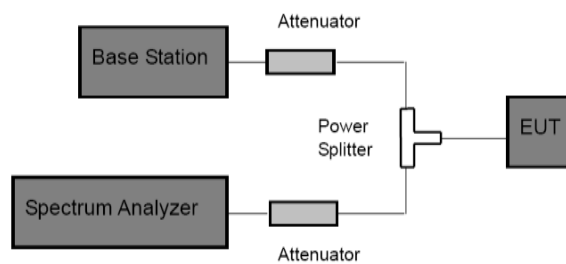 Attenuator
Base Station
Power
Splitter
EUT
Spectrum Analyzer
Attenuator